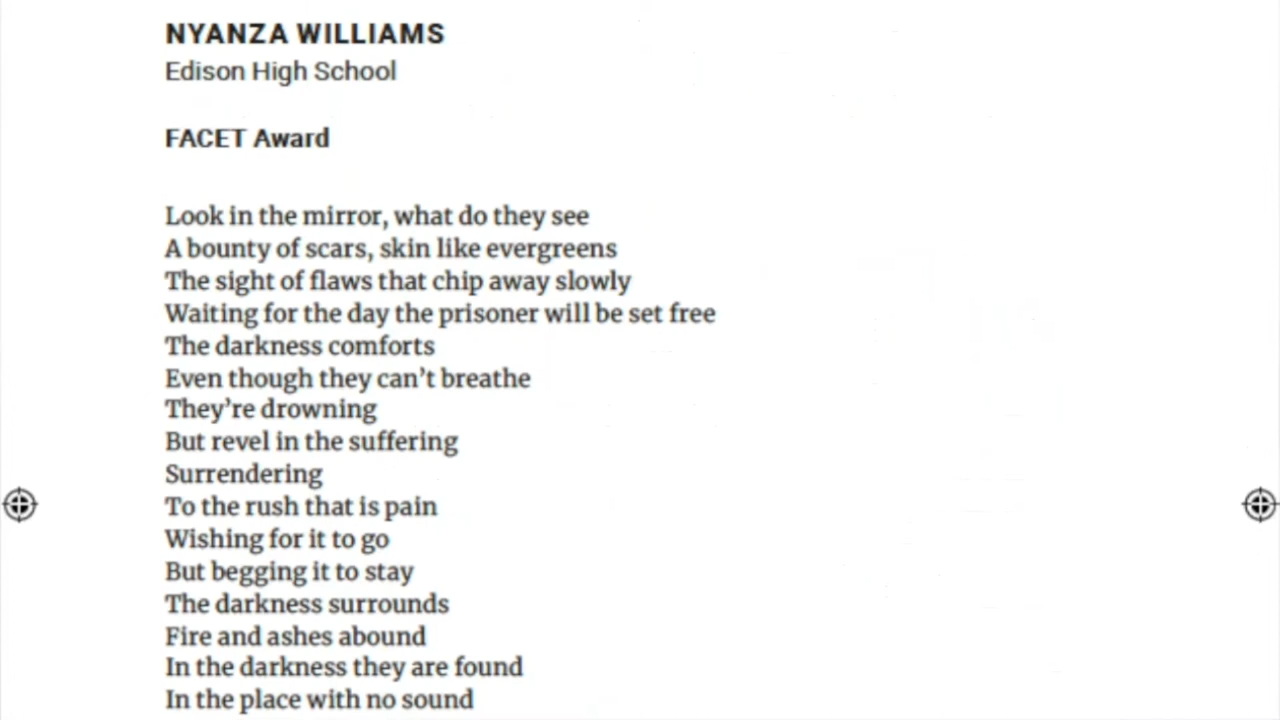 NYANZA WILLIAMS
Edison High School
FACET Award
Look in the mirror, what do they see
A bounty of scars, skin like evergreens
The sight of flaws that chip away slowly
Waiting for the day the prisoner will be set free
The darkness comforts
Even though they can’t breathe
They’re drowning
But revel in the suffering
Surrendering
To the rush that is pain
Wishing for it to go
But begging it to stay
The darkness surrounds
Fire and ashes abound
In the darkness they are found
In the place with no sound